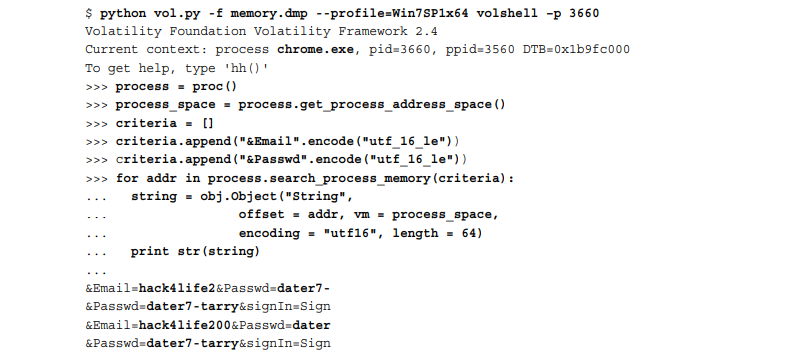 $ python vol.py -f memory.dmp --profile=Win7SP1x64 volshell -p 3660
Volatility Foundation Volatility Framework 2.4
Current context: process chrome.exe, pid=3660, ppid=3560 DTB=0x1b9fc000
To get help, type 'hh()'
>>> process = proc()
>>> process_space = process.get_process_address_space()
>>> criteria = []
>>> criteria.append("&Email".encode("utf_16_le"))
>>> criteria.append("&Passwd".encode("utf_16_le"))
>>> for addr in process.search_process_memory(criteria):
...   string = obj.Object("String",
...                 offset = addr, vm = process_space,
...                 encoding = "utf16", length = 64)
...   print str(string)
...
&Email=hack4life2&Passwd=dater7-
&Passwd=dater7-tarry&signIn=Sign
&Email=hack4life200&Passwd=dater
&Passwd=dater7-tarry&signIn=Sign